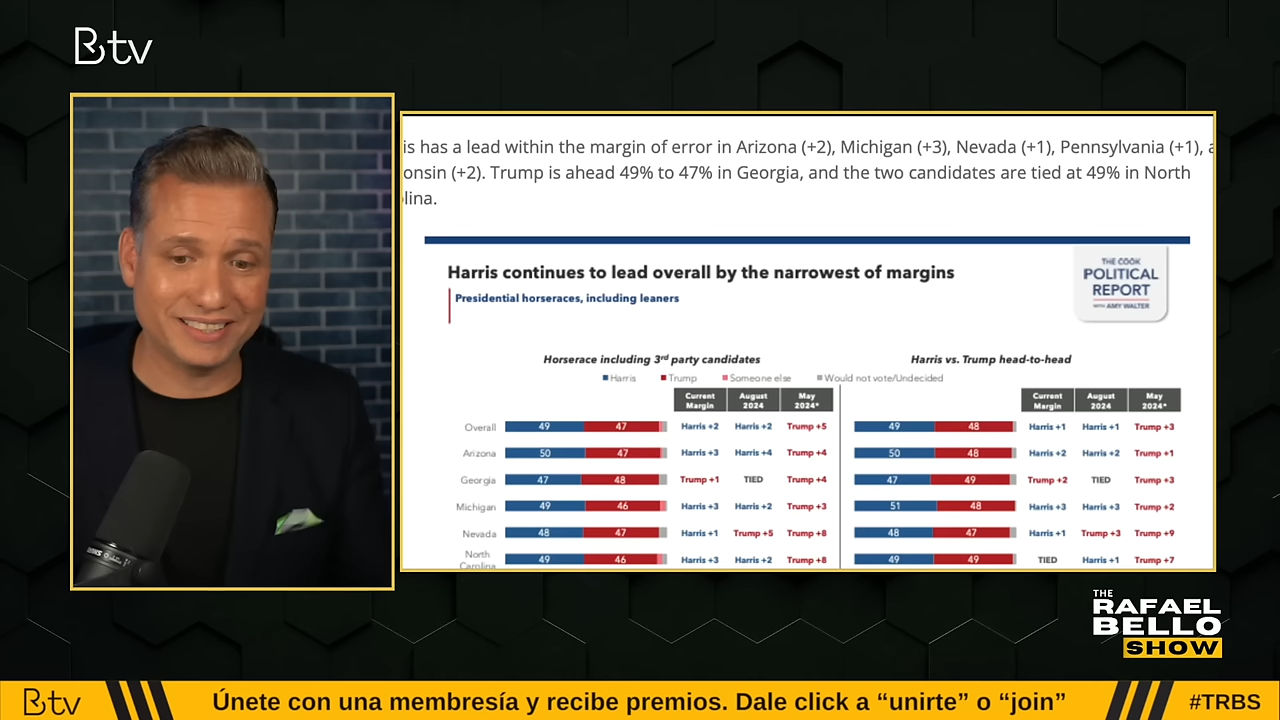 Btv
is has a lead within the margin of error in Arizona (+2), Michigan (+3), Nevada (+1), Pennsylvania (+1), a
onsin (+2). Trump is ahead 49% to 47% in Georgia, and the two candidates are tied at 49% in North
lina.
Harris continues to lead overall by the narrowest of margins
Presidential horseraces, including leaners
THE COOK
POLITICAL
REPORT
WITH AMY WALTER
Horserace including 3rd party candidates
Harris vs. Trump head-to-head
Harris Trump Someone else Would not vote/Undecided
Current Margin August 2024 May 2024* Current Margin August 2024 May 2024*
Overall 49 47 Harris +2 Harris +2 Trump +5 49 48 Harris +1 Harris +1 Trump +3
Arizona 50 47 Harris +3 Harris +4 Trump +4 50 48 Harris +2 Harris +2 Trump +1
Georgia 47 48 Trump +1 TIED Trump +4 47 49 Trump +2 TIED Trump +3
Michigan 49 46 Harris +3 Harris +2 Trump +3 51 48 Harris +3 Harris +3 Trump +2
Nevada 48 47 Harris +1 Trump +5 Trump +8 48 47 Harris +1 Trump +3 Trump +9
North Carolina 49 46 Harris +3 Harris +2 Trump +8 49 49 TIED Harris +1 Trump +7
THE
RAFAEL
BELLO
SHOW
Btv Únete con una membresía y recibe premios. Dale click a “unirte” o “join” #TRBS